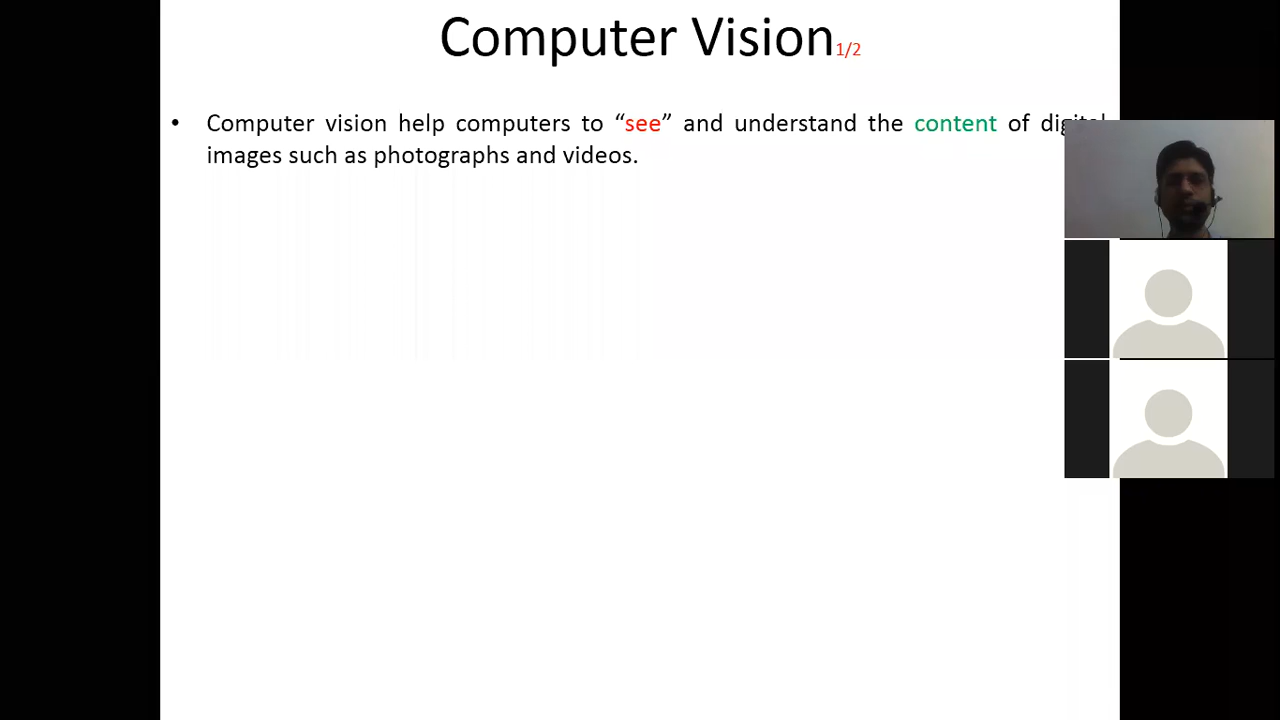 Computer Vision1/2
• Computer vision help computers to “see” and understand the content of digital
images such as photographs and videos.